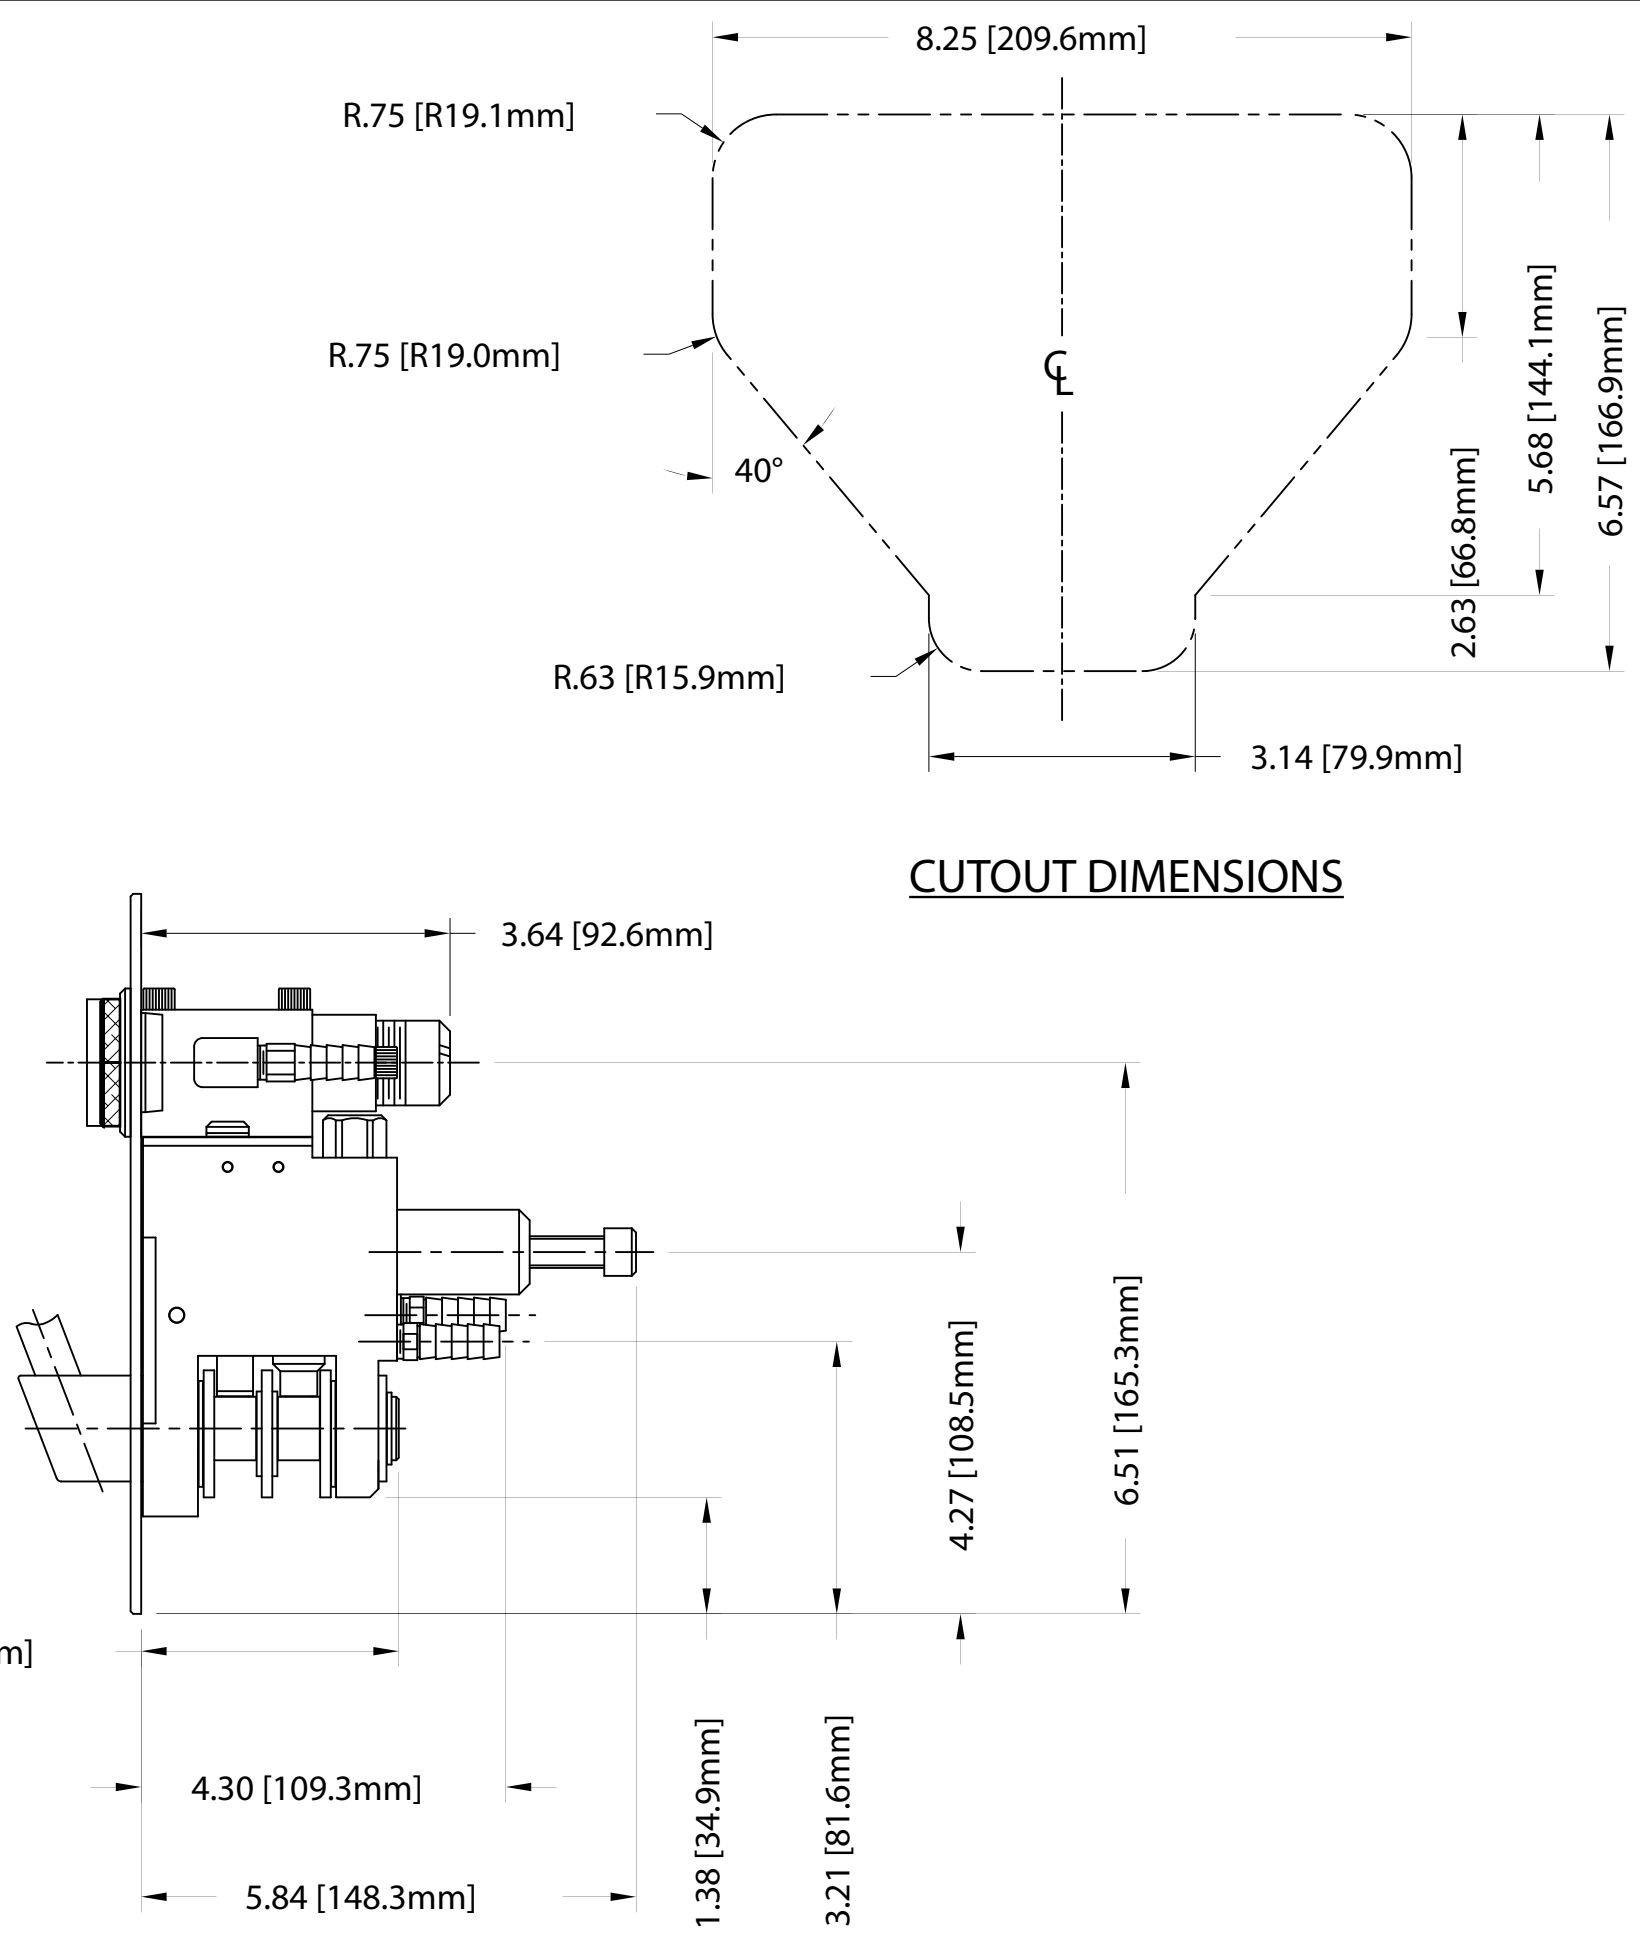 8.25 [209.6mm]
R.75 [R19.1mm]
R.75 [R19.0mm]
℄
40°
2.63 [66.8mm]
5.68 [144.1mm]
6.57 [166.9mm]
R.63 [R15.9mm]
3.14 [79.9mm]
CUTOUT DIMENSIONS
3.64 [92.6mm]
4.27 [108.5mm]
6.51 [165.3mm]
m]
4.30 [109.3mm]
1.38 [34.9mm]
3.21 [81.6mm]
5.84 [148.3mm]